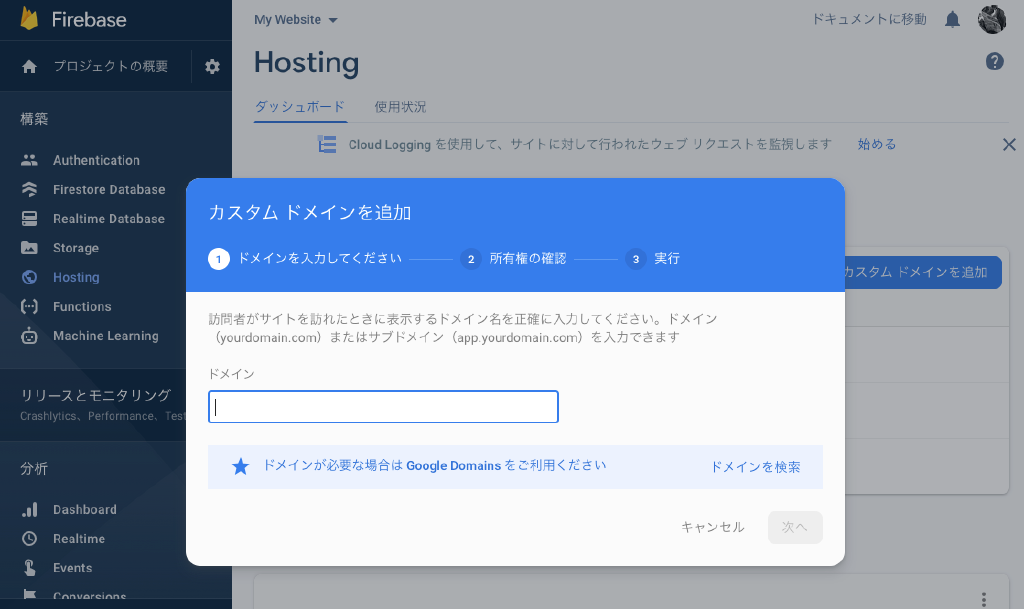 Firebase
プロジェクトの概要
構築
Authentication
Firestore Database
Realtime Database
Storage
Hosting
Functions
Machine Learning
リリースとモニタリング
Crashlytics、Performance、Test
分析
Dashboard
Realtime
Events
Conversions
My Website
ドキュメントに移動
Hosting
?
ダッシュボード 使用状況
Cloud Logging を使用して、サイトに対して行われたウェブ リクエストを監視します 始める
カスタム ドメインを追加
カスタム ドメインを追加
1 ドメインを入力してください 2 所有権の確認 3 実行
訪問者がサイトを訪れたときに表示するドメイン名を正確に入力してください。ドメイン
（yourdomain.com）またはサブドメイン（app.yourdomain.com）を入力できます
ドメイン
ドメインが必要な場合は Google Domains をご利用ください ドメインを検索
キャンセル 次へ